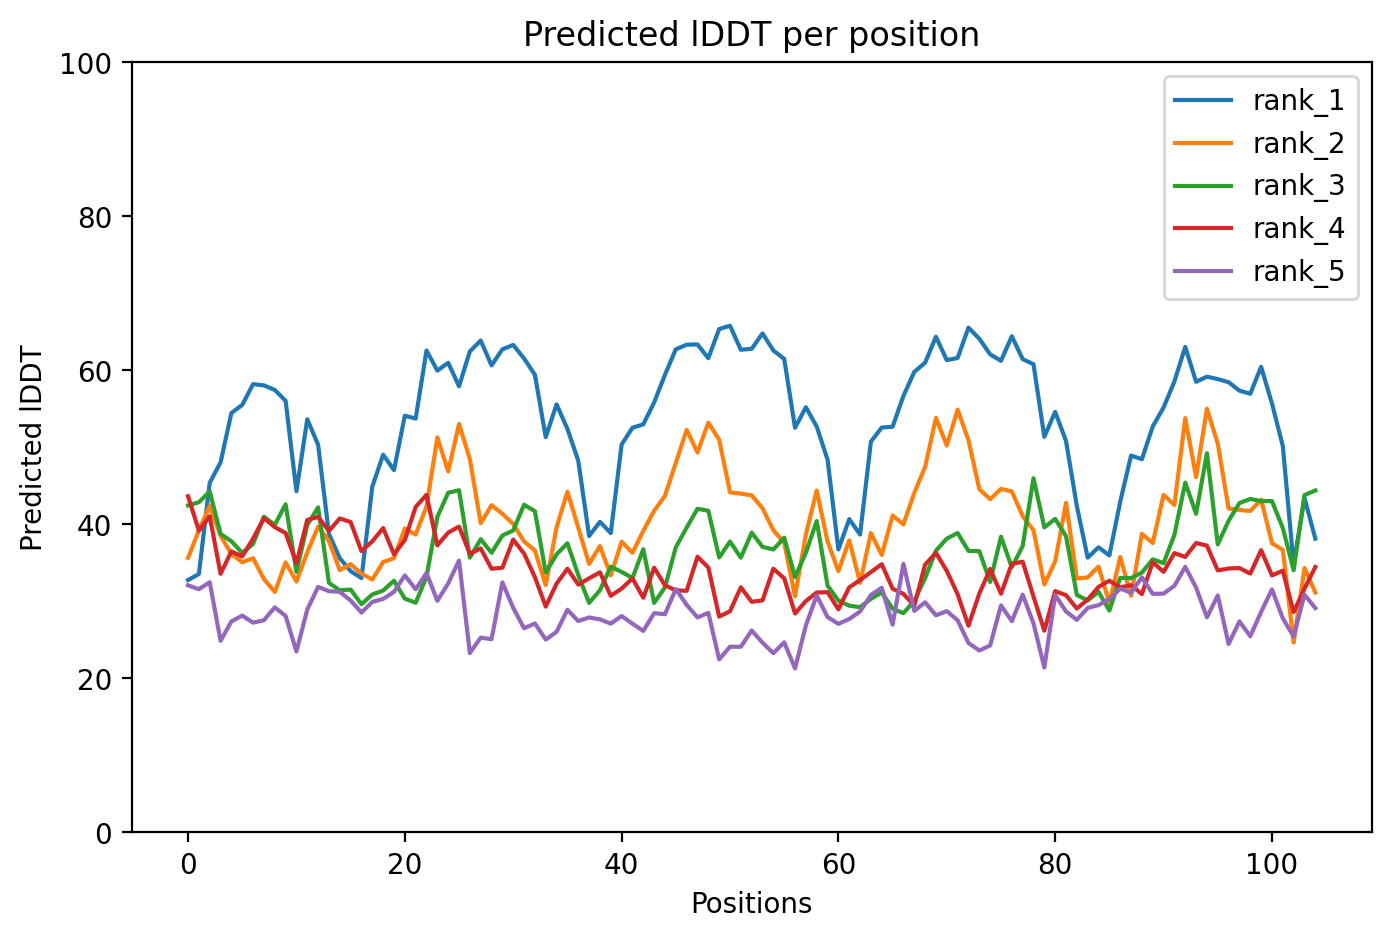 Predicted lDDT per position
100
80
60
40
20
0
Predicted lDDT
0 20 40 60 80 100
Positions
rank_1
rank_2
rank_3
rank_4
rank_5